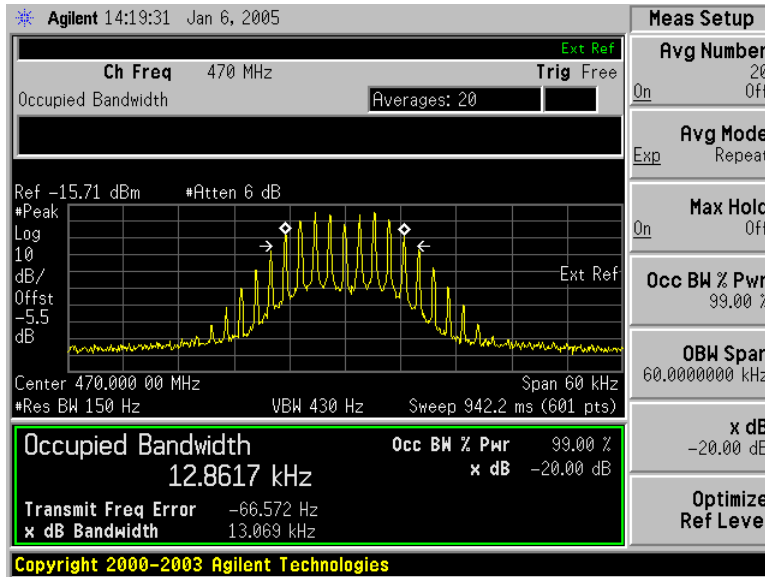 Agilent 14:19:31 Jan 6, 2005
Ext Ref
Ch Freq 470 MHz Trig Free
Occupied Bandwidth Averages: 20
Ref -15.71 dBm #Atten 6 dB
#Peak
Log
10
dB/
Offst
-5.5
dB
Ext Ref
Center 470.000 00 MHz Span 60 kHz
#Res BW 150 Hz VBW 430 Hz Sweep 942.2 ms (601 pts)
Occupied Bandwidth Occ BW % Pwr 99.00 %
12.8617 kHz x dB -20.00 dB
Transmit Freq Error -66.572 Hz
x dB Bandwidth 13.069 kHz
Copyright 2000-2003 Agilent Technologies
Meas Setup
Avg Number
20
On Off
Avg Mode
Exp Repeat
Max Hold
On Off
Occ BW % Pwr
99.00 %
OBW Span
60.0000000 kHz
x dB
-20.00 dB
Optimize
Ref Level